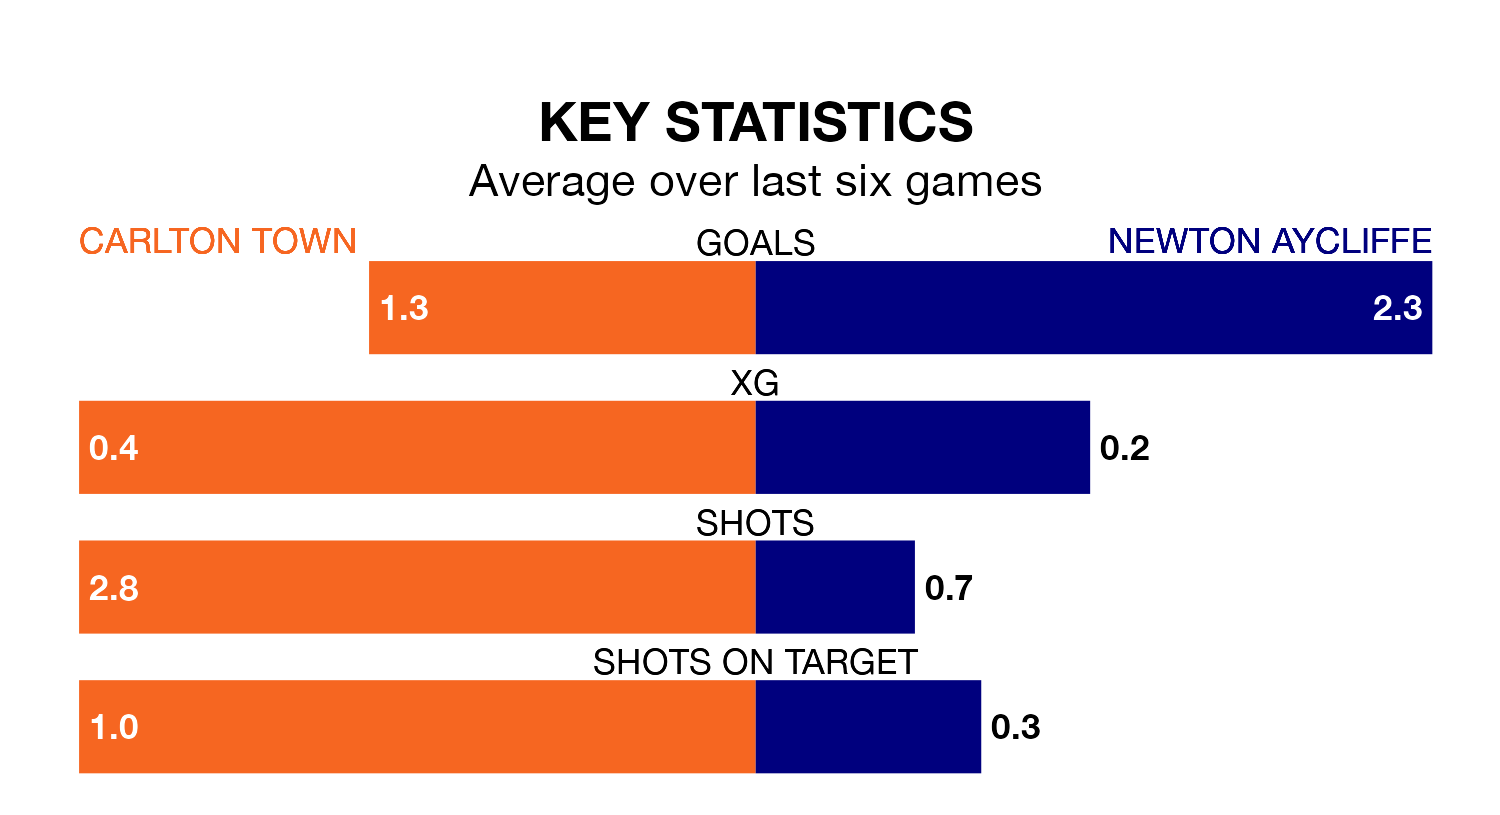 KEY STATISTICS
Average over last six games
CARLTON TOWN GOALS NEWTON AYCLIFFE
1.3 2.3
XG
0.4 0.2
SHOTS
2.8 0.7
SHOTS ON TARGET
1.0 0.3